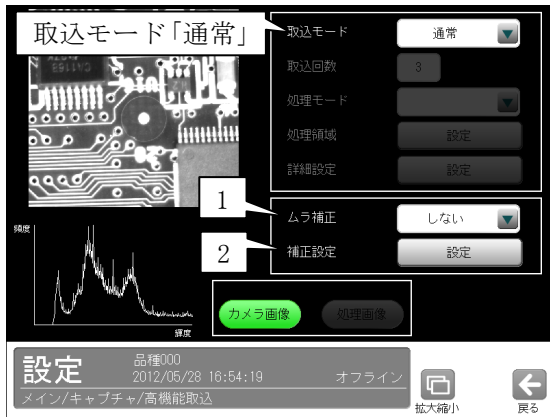 取込モード「通常」
取込モード
通常
取込回数
3
処理モード
処理領域
設定
詳細設定
設定
1
ムラ補正
しない
2
補正設定
設定
頻度
輝度
カメラ画像
処理画像
設定
品種000
2012/05/28 16:54:19
オフライン
メイン/キャプチャ/高機能取込
拡大縮小
戻る